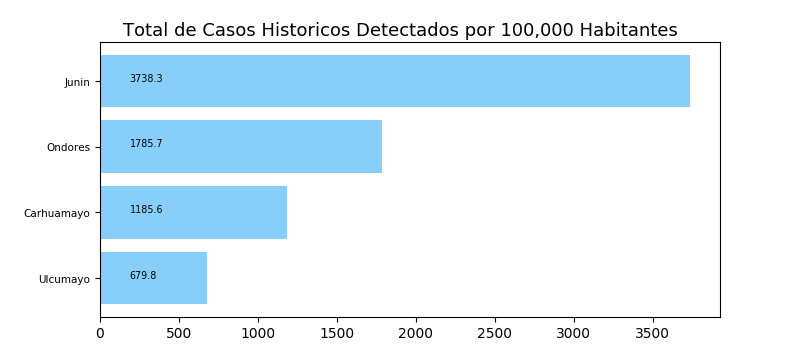 Total de Casos Historicos Detectados por 100,000 Habitantes
Junin
3738.3
Ondores
1785.7
Carhuamayo
1185.6
Ulcumayo
679.8
0 500 1000 1500 2000 2500 3000 3500